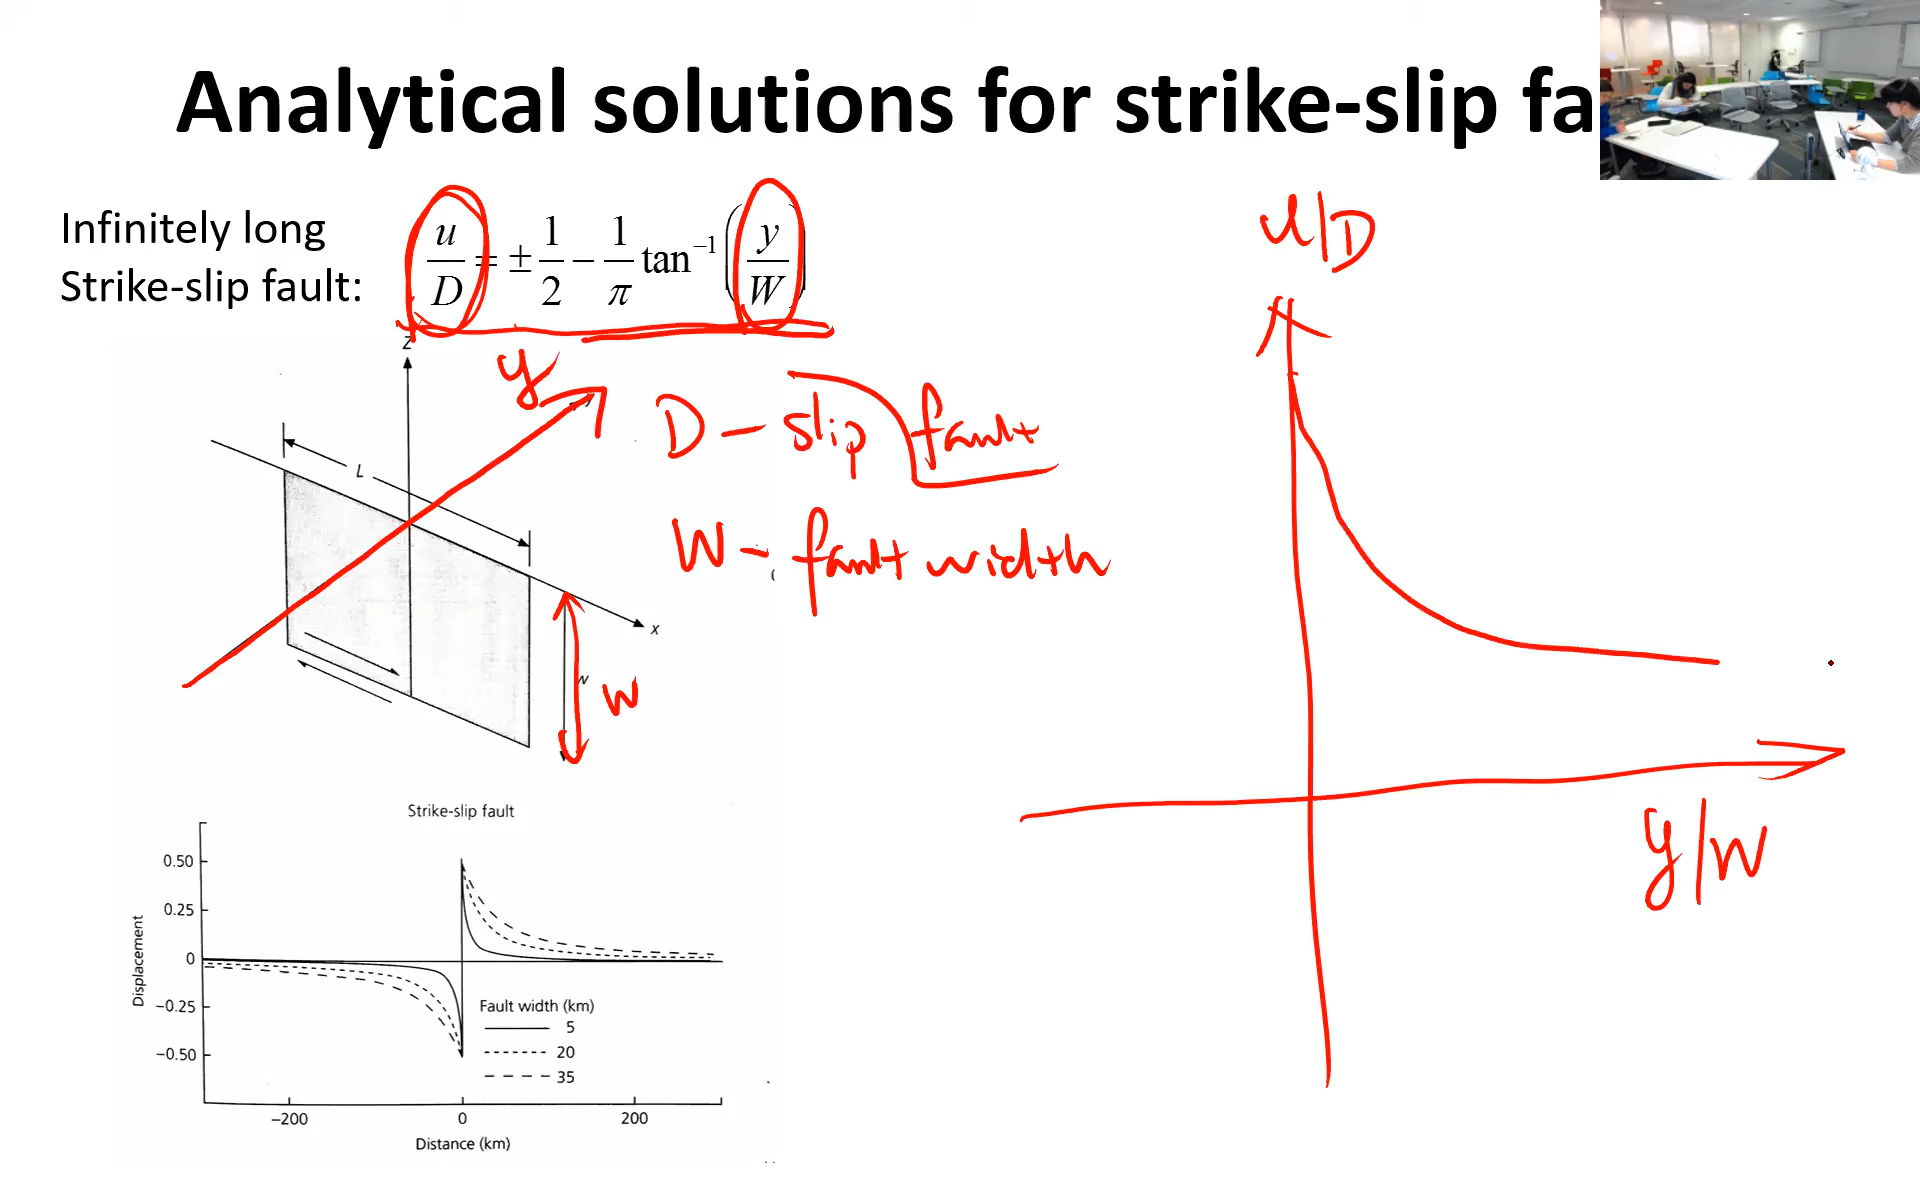 Analytical solutions for strike-slip fa
Infinitely long
Strike-slip fault:
u/D = ± 1/2 − 1/π tan⁻¹(y/W)
u/D
z
y
y
D – slip fault
L
W – fault width
x
W
y/W
Strike-slip fault
0.50
0.25
0
−0.25
−0.50
Displacement
Fault width (km)
5
20
35
−200
0
200
Distance (km)